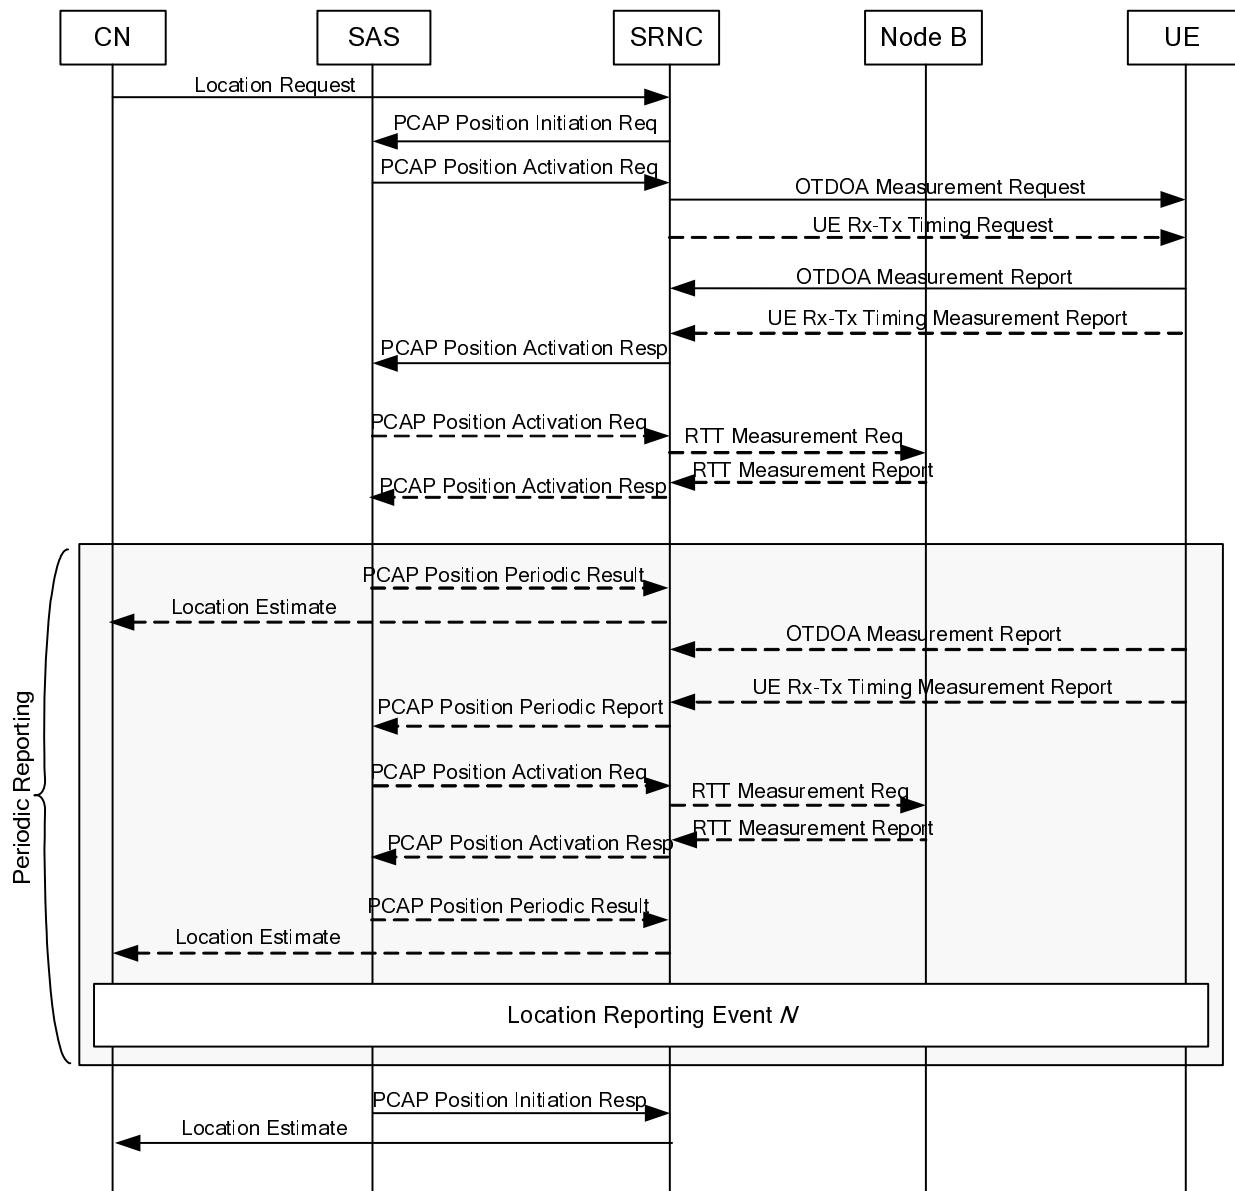 CN
SAS
SRNC
Node B
UE
Location Request
PCAP Position Initiation Req
PCAP Position Activation Req
OTDOA Measurement Request
UE Rx-Tx Timing Request
OTDOA Measurement Report
UE Rx-Tx Timing Measurement Report
PCAP Position Activation Resp
PCAP Position Activation Req
RTT Measurement Req
RTT Measurement Report
PCAP Position Activation Resp
Periodic Reporting
PCAP Position Periodic Result
Location Estimate
OTDOA Measurement Report
UE Rx-Tx Timing Measurement Report
PCAP Position Periodic Report
PCAP Position Activation Req
RTT Measurement Req
RTT Measurement Report
PCAP Position Activation Resp
PCAP Position Periodic Result
Location Estimate
Location Reporting Event N
PCAP Position Initiation Resp
Location Estimate